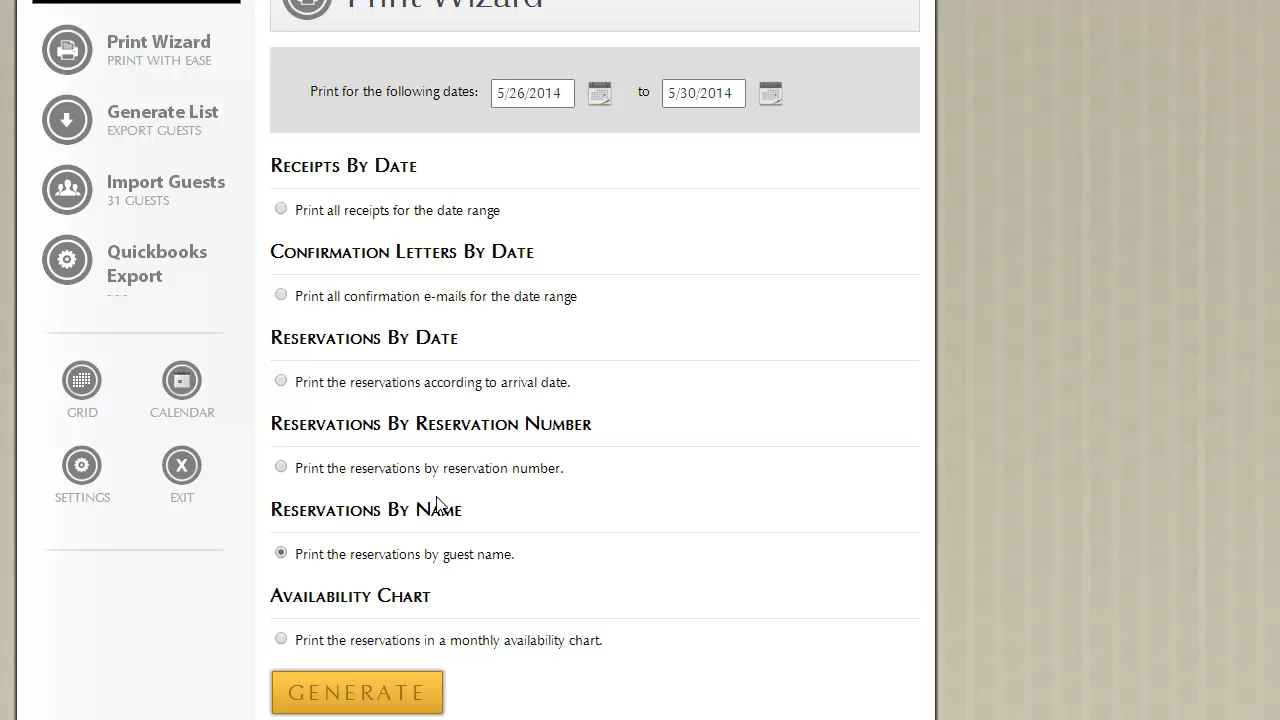 Print Wizard
Print Wizard
PRINT WITH EASE
Generate List
EXPORT GUESTS
Import Guests
31 GUESTS
Quickbooks
Export
- - -
GRID
CALENDAR
SETTINGS
X
EXIT
Print for the following dates: 5/26/2014 to 5/30/2014
RECEIPTS BY DATE
Print all receipts for the date range
CONFIRMATION LETTERS BY DATE
Print all confirmation e-mails for the date range
RESERVATIONS BY DATE
Print the reservations according to arrival date.
RESERVATIONS BY RESERVATION NUMBER
Print the reservations by reservation number.
RESERVATIONS BY NAME
Print the reservations by guest name.
AVAILABILITY CHART
Print the reservations in a monthly availability chart.
GENERATE